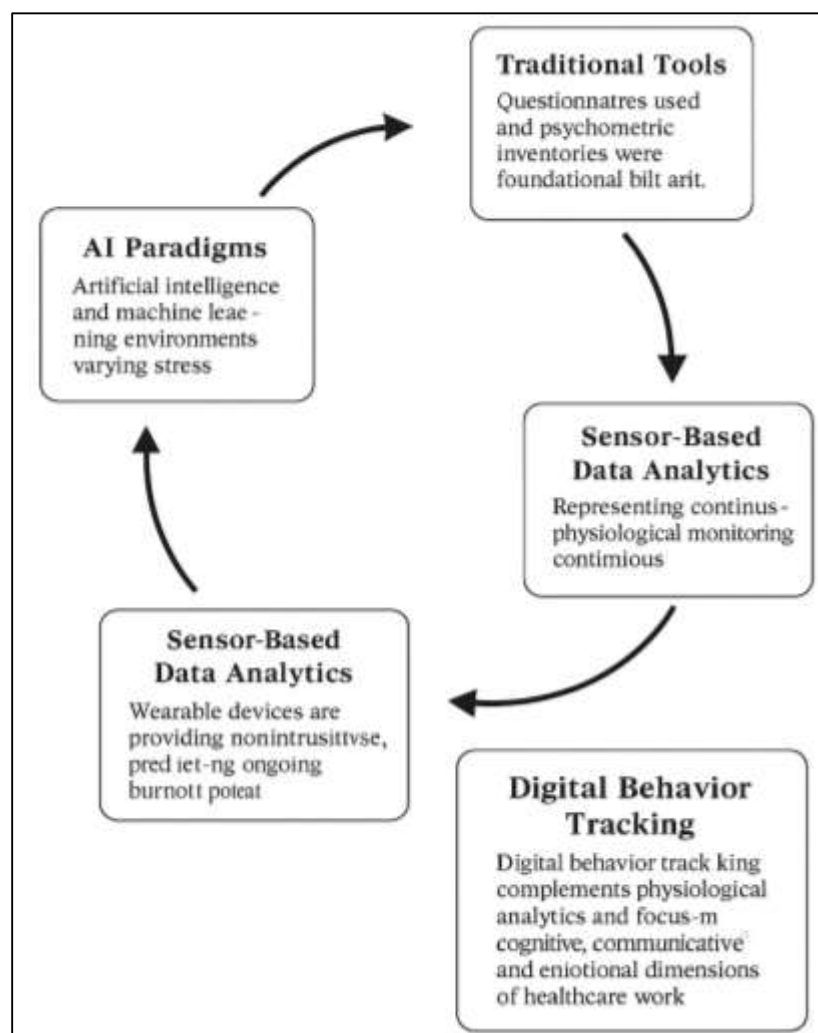 Traditional Tools
Questionnatres used
and psychometric
inventories were
foundational bilt arit.
AI Paradigms
Artificial intelligence
and machine leae -
ning environments
varying stress
Sensor-Based
Data Analytics
Representing continus-
physiological monitoring
contimious
Sensor-Based
Data Analytics
Wearable devices are
providing nonintrusittvse,
pred iet-ng ongoing
burnott poteat
Digital Behavior
Tracking
Digital behavior track king
complements physiological
analytics and focus-m
cognitive, communicative
and eniotional dimensions
of healthcare work